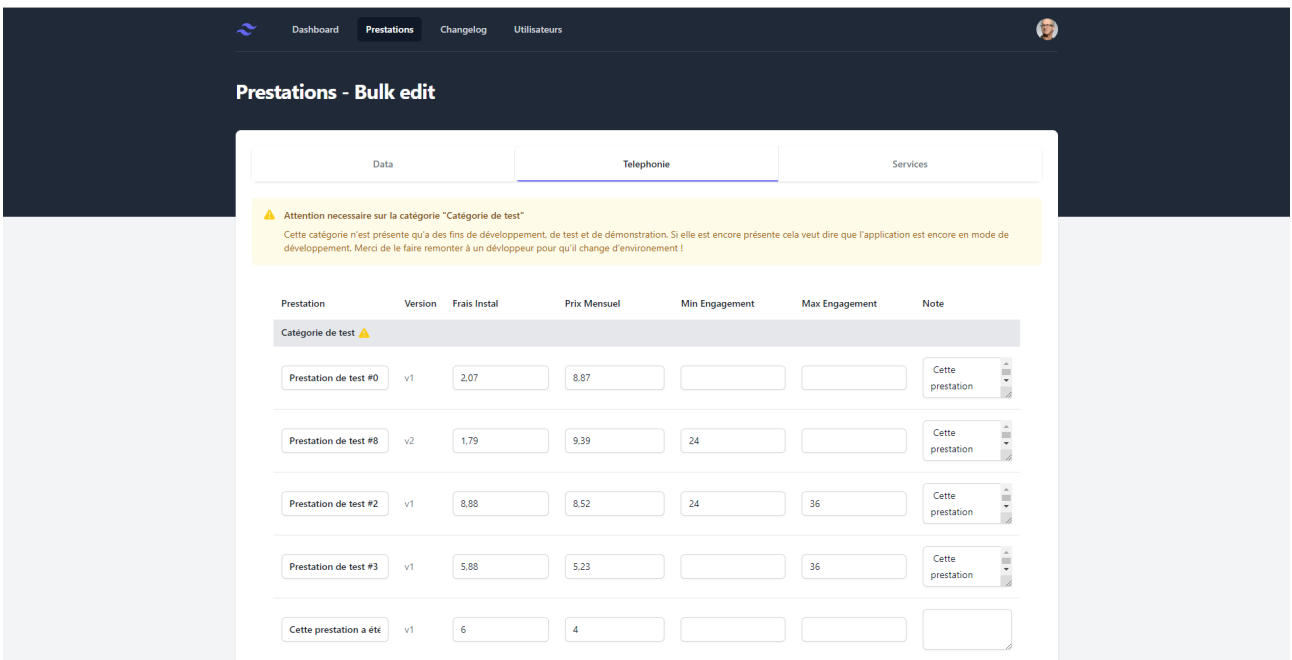 Dashboard Prestations Changelog Utilisateurs
Prestations - Bulk edit
Data Telephonie Services
Attention necessaire sur la catégorie "Catégorie de test"
Cette catégorie n'est présente qu'a des fins de développement, de test et de démonstration. Si elle est encore présente cela veut dire que l'application est encore en mode de
développement. Merci de le faire remonter à un dévloppeur pour qu'il change d'environement !
Prestation Version Frais Instal Prix Mensuel Min Engagement Max Engagement Note
Catégorie de test
Prestation de test #0 v1 2,07 8,87 Cette
prestation
Prestation de test #8 v2 1,79 9,39 24 Cette
prestation
Prestation de test #2 v1 8,88 8,52 24 36 Cette
prestation
Prestation de test #3 v1 5,88 5,23 36 Cette
prestation
Cette prestation a été v1 6 4